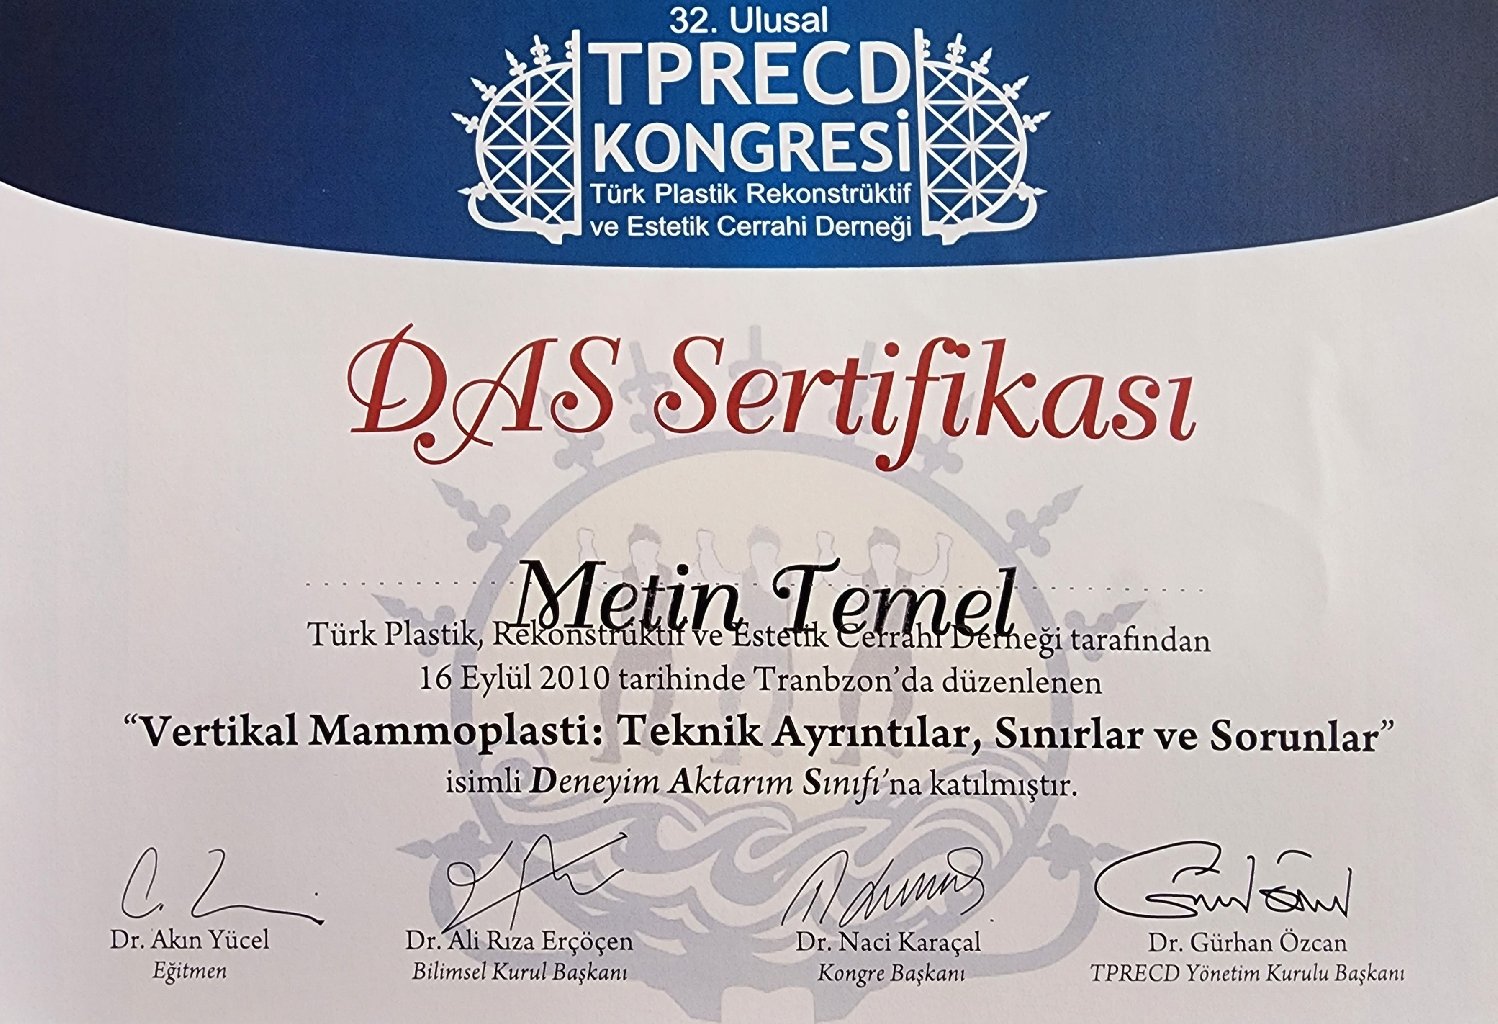 32. Ulusal
TPRECD
KONGRESİ
Türk Plastik Rekonstrüktif
ve Estetik Cerrahi Derneği
DAS Sertifikası
Metin Temel
Türk Plastik, Rekonstrüktif ve Estetik Cerrahi Derneği tarafından
16 Eylül 2010 tarihinde Tranbzon’da düzenlenen
“Vertikal Mammoplasti: Teknik Ayrıntılar, Sınırlar ve Sorunlar”
isimli Deneyim Aktarım Sınıfı’na katılmıştır.
Dr. Akın Yücel
Eğitmen
Dr. Ali Rıza Erçöçen
Bilimsel Kurul Başkanı
Dr. Naci Karaçal
Kongre Başkanı
Dr. Gürhan Özcan
TPRECD Yönetim Kurulu Başkanı